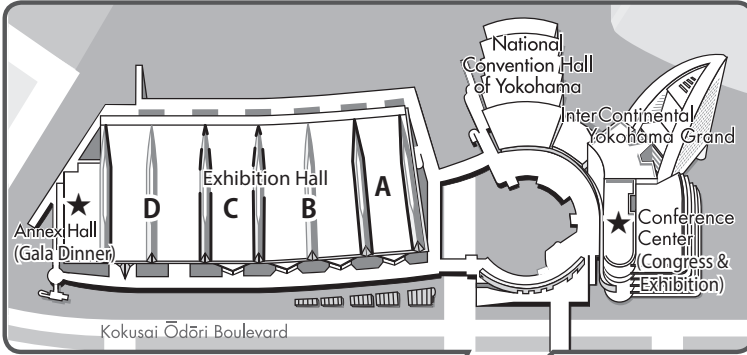 National
Convention Hall
of Yokohama
InterContinental
Yokohama Grand
Exhibition Hall
D
C
B
A
Annex Hall
(Gala Dinner)
Conference
Center
(Congress &
Exhibition)
Kokusai Ōdōri Boulevard